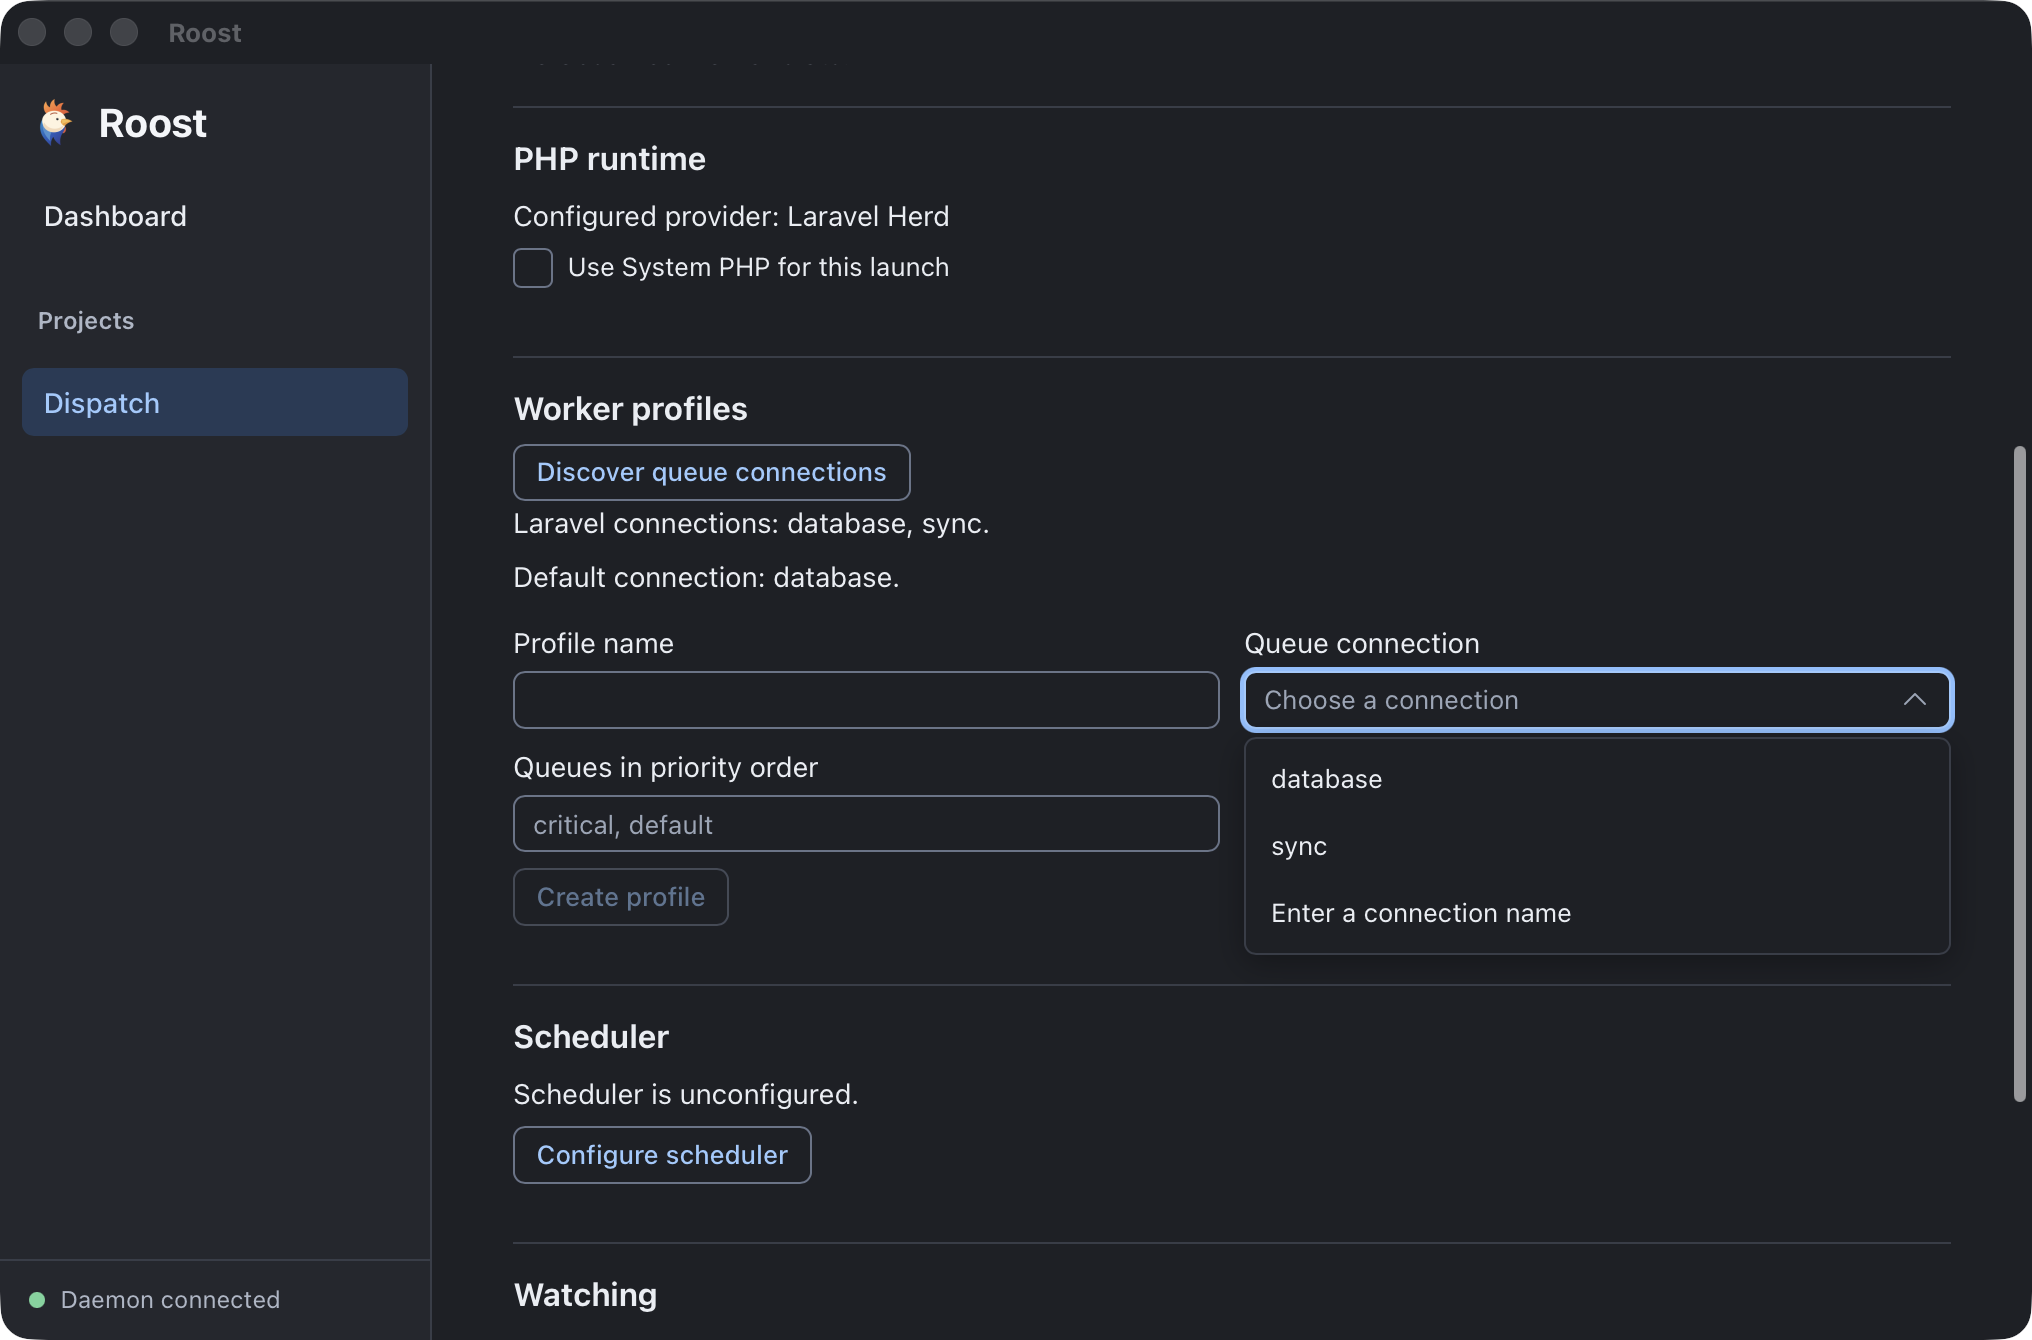 Roost
Roost
Dashboard
Projects
Dispatch
Daemon connected
PHP runtime
Configured provider: Laravel Herd
Use System PHP for this launch
Worker profiles
Discover queue connections
Laravel connections: database, sync.
Default connection: database.
Profile name
Queue connection
Choose a connection
database
sync
Enter a connection name
Queues in priority order
critical, default
Create profile
Scheduler
Scheduler is unconfigured.
Configure scheduler
Watching